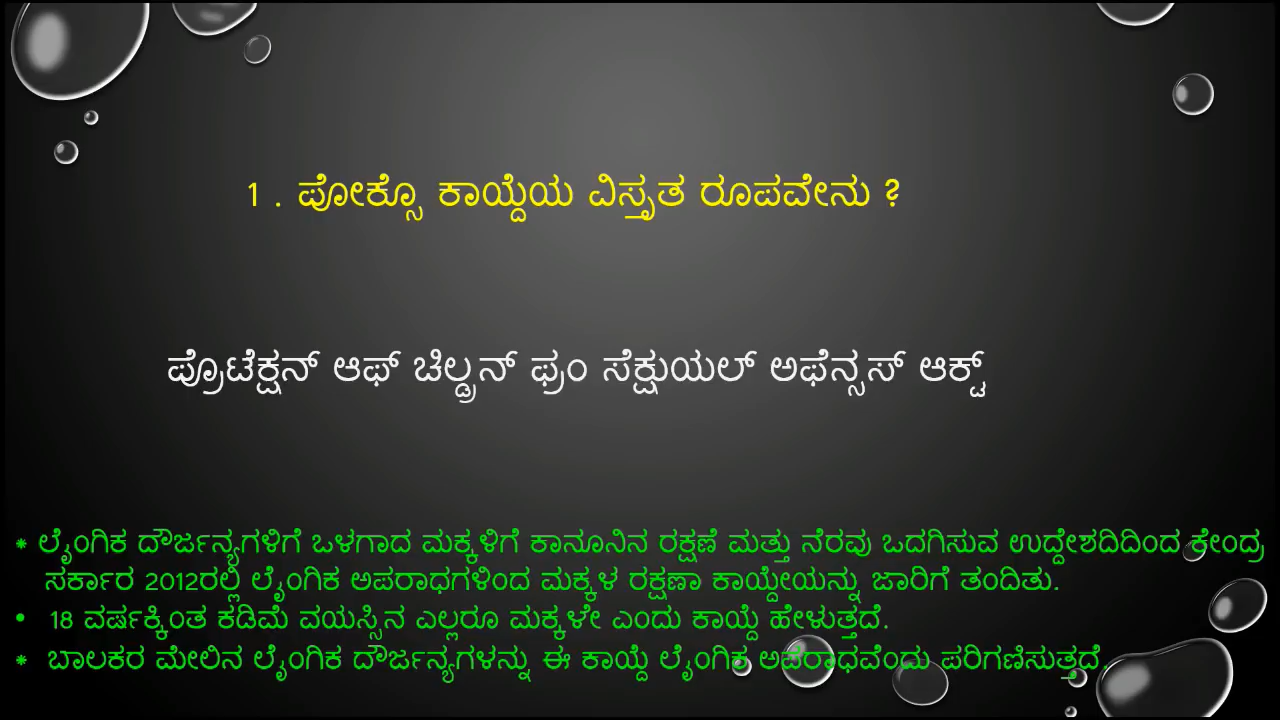 1 . ಪೋಕ್ಸೊ ಕಾಯ್ದೆಯ ವಿಸ್ತೃತ ರೂಪವೇನು ?
ಪ್ರೊಟೆಕ್ಷನ್ ಆಫ್ ಚಿಲ್ಡ್ರನ್ ಫ್ರಂ ಸೆಕ್ಷುಯಲ್ ಅಫೆನ್ಸಸ್ ಆಕ್ಟ್
* ಲೈಂಗಿಕ ದೌರ್ಜನ್ಯಗಳಿಗೆ ಒಳಗಾದ ಮಕ್ಕಳಿಗೆ ಕಾನೂನಿನ ರಕ್ಷಣೆ ಮತ್ತು ನೆರವು ಒದಗಿಸುವ ಉದ್ದೇಶದಿದಿಂದ ಕೇಂದ್ರ
ಸರ್ಕಾರ 2012ರಲ್ಲಿ ಲೈಂಗಿಕ ಅಪರಾಧಗಳಿಂದ ಮಕ್ಕಳ ರಕ್ಷಣಾ ಕಾಯ್ದೇಯನ್ನು ಜಾರಿಗೆ ತಂದಿತು.
• 18 ವರ್ಷಕ್ಕಿಂತ ಕಡಿಮೆ ವಯಸ್ಸಿನ ಎಲ್ಲರೂ ಮಕ್ಕಳೇ ಎಂದು ಕಾಯ್ದೆ ಹೇಳುತ್ತದೆ.
* ಬಾಲಕರ ಮೇಲಿನ ಲೈಂಗಿಕ ದೌರ್ಜನ್ಯಗಳನ್ನು ಈ ಕಾಯ್ದೆ ಲೈಂಗಿಕ ಅಪರಾಧವೆಂದು ಪರಿಗಣಿಸುತ್ತದೆ.